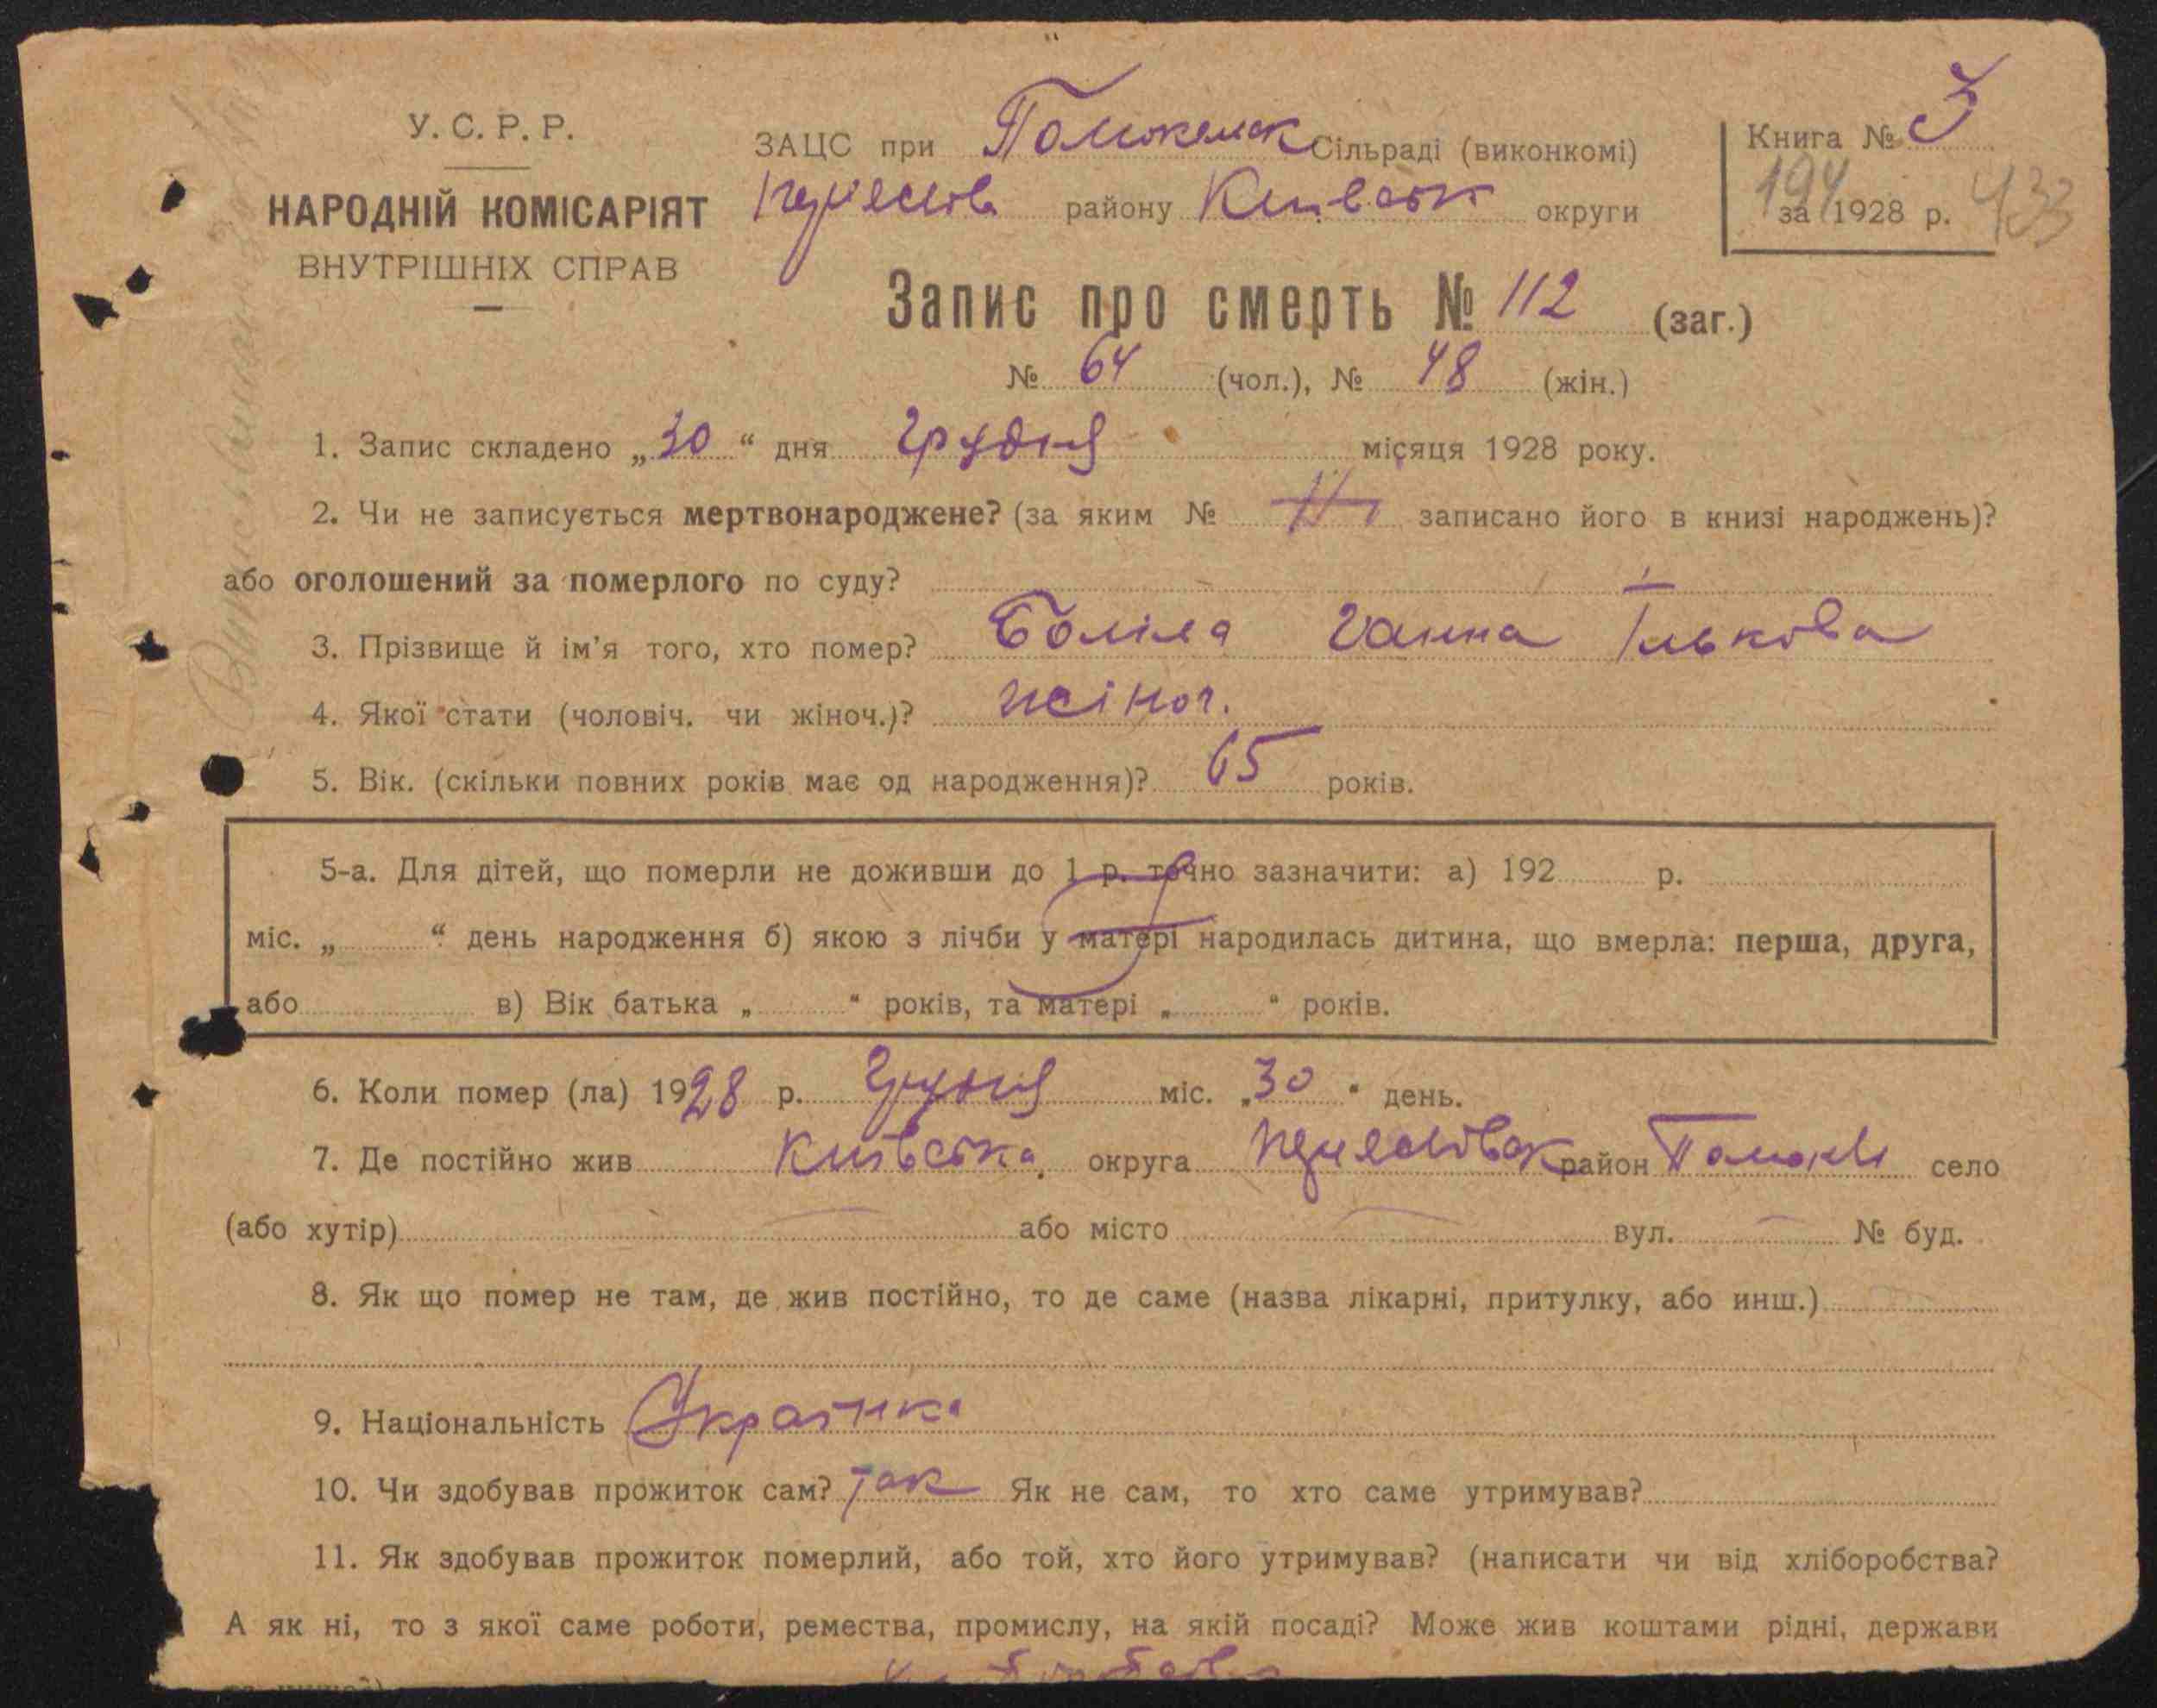 У. С. Р. Р.
НАРОДНІЙ КОМІСАРІЯТ
ВНУТРІШНІХ СПРАВ
ЗАЦС при Помокельск Сільраді (виконкомі)
Переяслів району Київськ округи
Книга № 3
194 433
за 1928 р.
Запис про смерть № 112 (заг.)
№ 64 (чол.), № 48 (жін.)
1. Запис складено „30“ дня грудня місяця 1928 року.
2. Чи не записується мертвонароджене? (за яким № записано його в книзі народжень)?
або оголошений за померлого по суду?
3. Прізвище й ім'я того, хто помер? Боліла Ганна Ількова
4. Якої стати (чоловіч. чи жіноч.)? жіноч.
5. Вік. (скільки повних років має од народження)? 65 років.
5-а. Для дітей, що померли не доживши до 1 р. точно зазначити: а) 192 р.
міс. „ “ день народження б) якою з лічби у матері народилась дитина, що вмерла: перша, друга,
або в) Вік батька „ “ років, та матері „ “ років.
6. Коли помер (ла) 1928 р. грудня міс. „30“ день.
7. Де постійно жив Київська округа Переяслівськ район село
(або хутір) або місто вул. № буд.
8. Як що помер не там, де жив постійно, то де саме (назва лікарні, притулку, або инш.)
9. Національність Українка
10. Чи здобував прожиток сам? так Як не сам, то хто саме утримував?
11. Як здобував прожиток померлий, або той, хто його утримував? (написати чи від хліборобства?
А як ні, то з якої саме роботи, ремества, промислу, на якій посаді? Може жив коштами рідні, держави